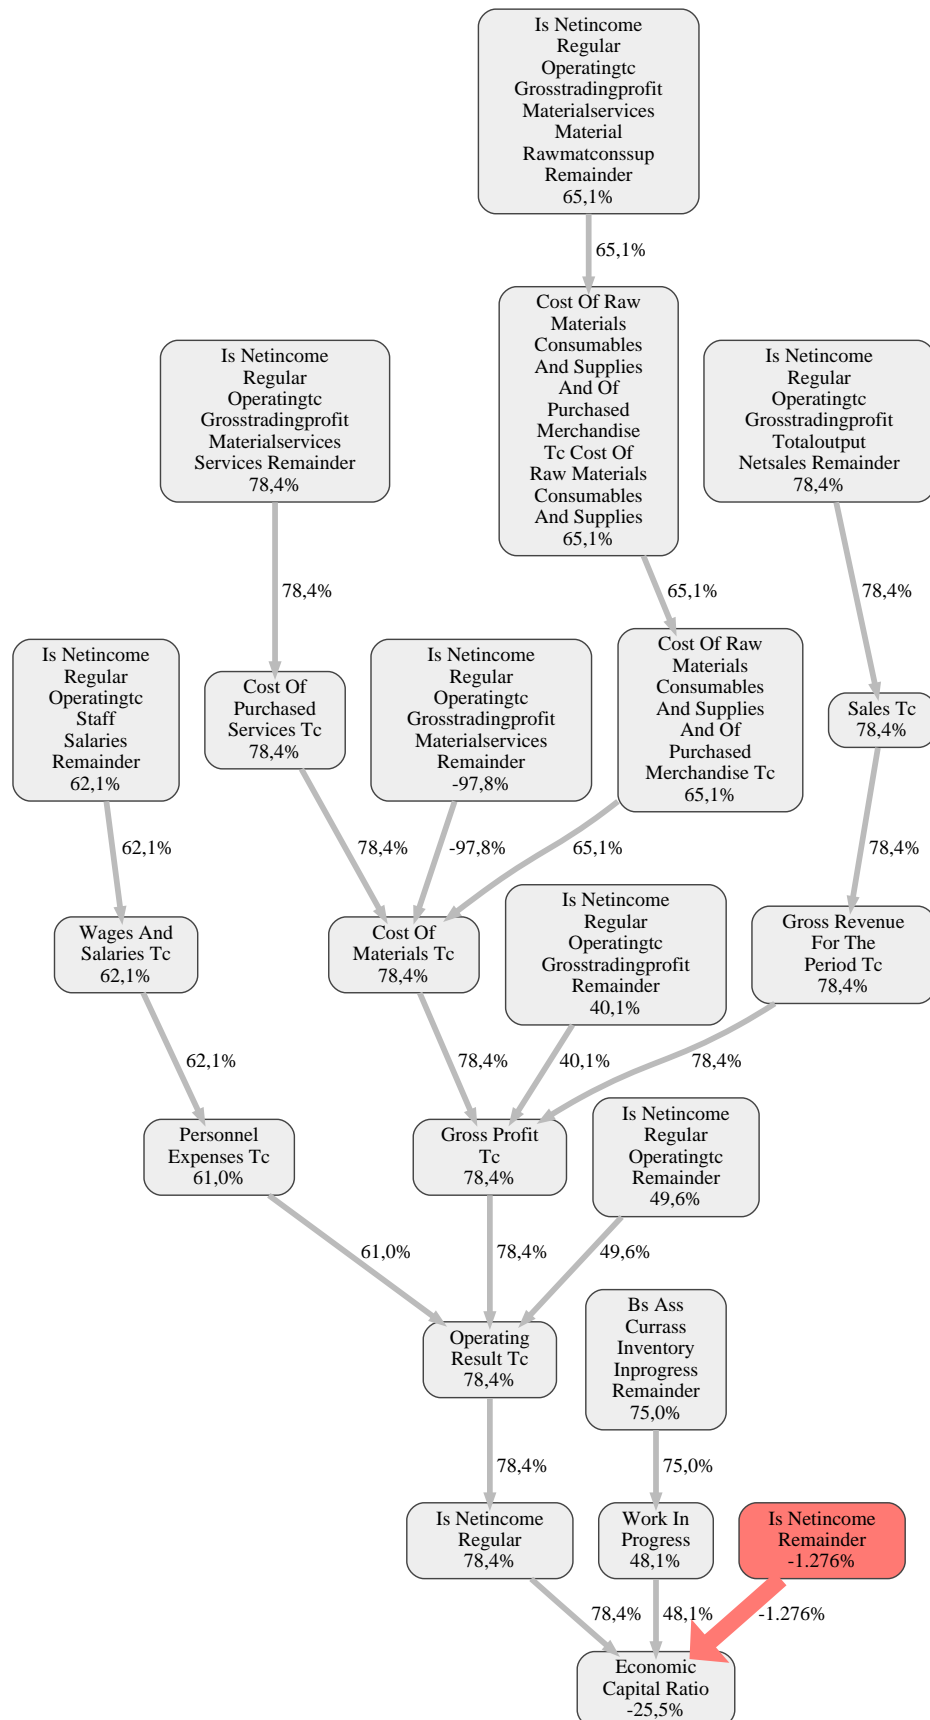 Is Netincome
Regular
Operatingtc
Grosstradingprofit
Materialservices
Material
Rawmatconssup
Remainder
65,1%
65,1%
Cost Of Raw
Materials
Consumables
And Supplies
And Of
Purchased
Merchandise
Tc Cost Of
Raw Materials
Consumables
And Supplies
65,1%
Is Netincome
Regular
Operatingtc
Grosstradingprofit
Materialservices
Services Remainder
78,4%
Is Netincome
Regular
Operatingtc
Grosstradingprofit
Totaloutput
Netsales Remainder
78,4%
78,4%
65,1%
78,4%
Is Netincome
Regular
Operatingtc
Staff
Salaries
Remainder
62,1%
Cost Of
Purchased
Services Tc
78,4%
Is Netincome
Regular
Operatingtc
Grosstradingprofit
Materialservices
Remainder
-97,8%
Cost Of Raw
Materials
Consumables
And Supplies
And Of
Purchased
Merchandise Tc
65,1%
Sales Tc
78,4%
62,1%
78,4%
-97,8%
65,1%
78,4%
Wages And
Salaries Tc
62,1%
Cost Of
Materials Tc
78,4%
Is Netincome
Regular
Operatingtc
Grosstradingprofit
Remainder
40,1%
Gross Revenue
For The
Period Tc
78,4%
62,1%
78,4%
40,1%
78,4%
Personnel
Expenses Tc
61,0%
Gross Profit
Tc
78,4%
Is Netincome
Regular
Operatingtc
Remainder
49,6%
61,0%
78,4%
49,6%
Operating
Result Tc
78,4%
Bs Ass
Currass
Inventory
Inprogress
Remainder
75,0%
78,4%
75,0%
Is Netincome
Regular
78,4%
Work In
Progress
48,1%
Is Netincome
Remainder
-1.276%
78,4%
48,1%
-1.276%
Economic
Capital Ratio
-25,5%